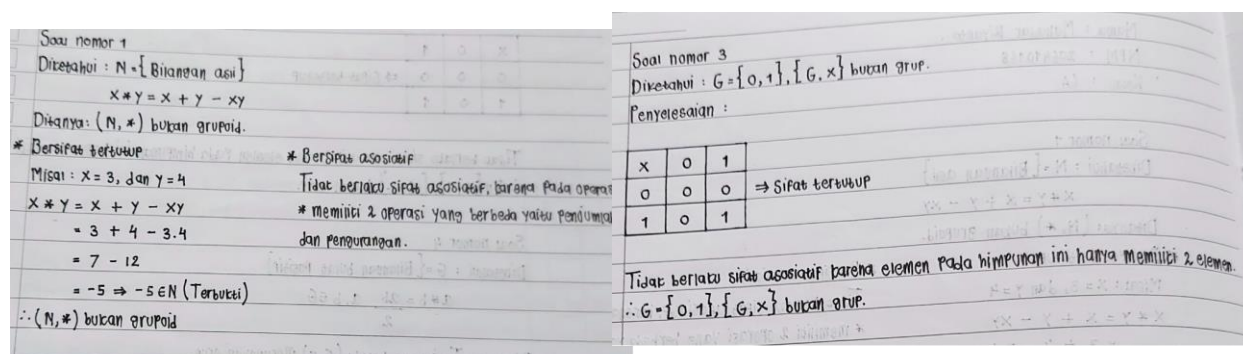 Soal nomor 1
Diketahui : N = {Bilangan asli}
x * y = x + y - xy
Ditanya : (N, *) bukan grupoid.
* Bersifat tertutup
Misal : x = 3, dan y = 4
x * y = x + y - xy
= 3 + 4 - 3.4
= 7 - 12
= -5 ⇒ -5 ∈ N (Terbukti)
∴ (N, *) bukan grupoid
* Bersifat asosiatif
Tidak berlaku sifat asosiatif, karena pada operasi
* memiliki 2 operasi yang berbeda yaitu penjumlahan
dan pengurangan.
Soal nomor 3
Diketahui : G = {0, 1}, {G, x} bukan grup.
Penyelesaian :
x 0 1
0 0 0 ⇒ Sifat tertutup
1 0 1
Tidak berlaku sifat asosiatif karena elemen pada himpunan ini hanya memiliki 2 elemen.
∴ G = {0, 1}, {G, x} bukan grup.